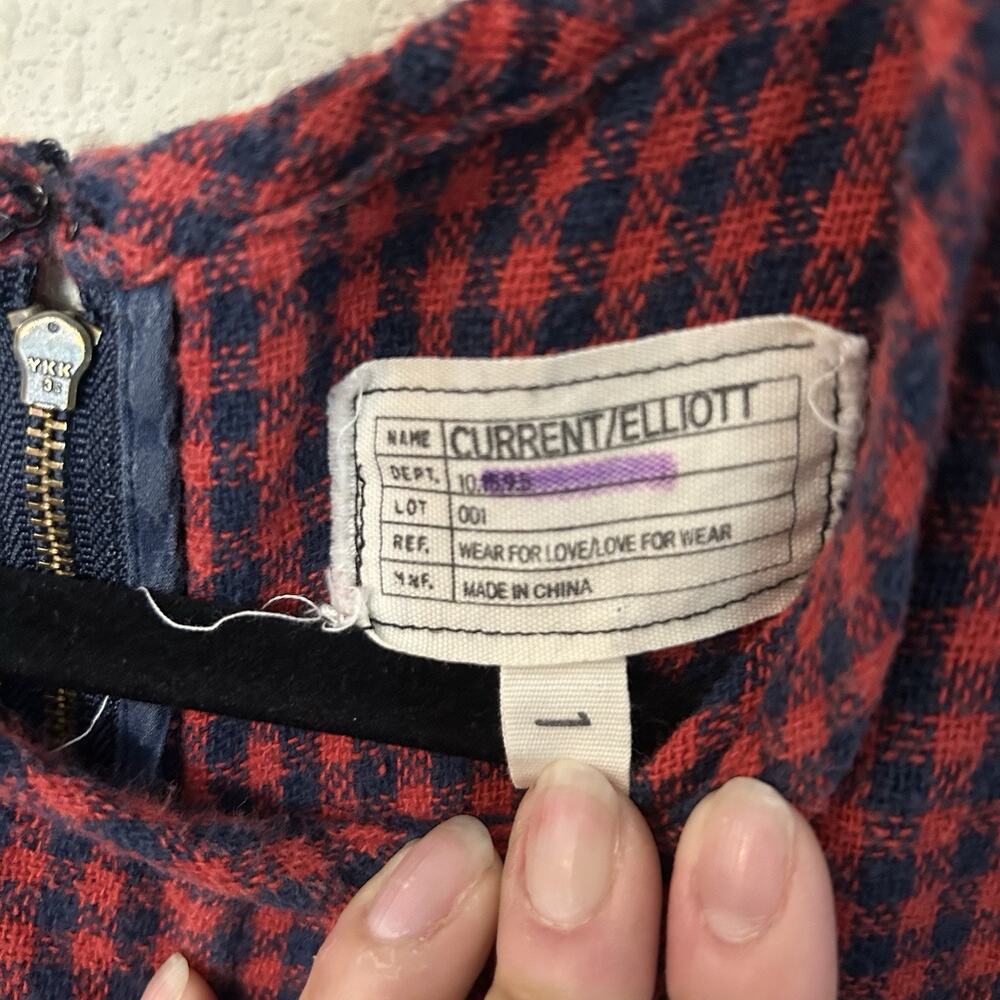 YKK
NAME CURRENT/ELLIOTT
DEPT. 10.
LOT 001
REF. WEAR FOR LOVE/LOVE FOR WEAR
MNF. MADE IN CHINA
1